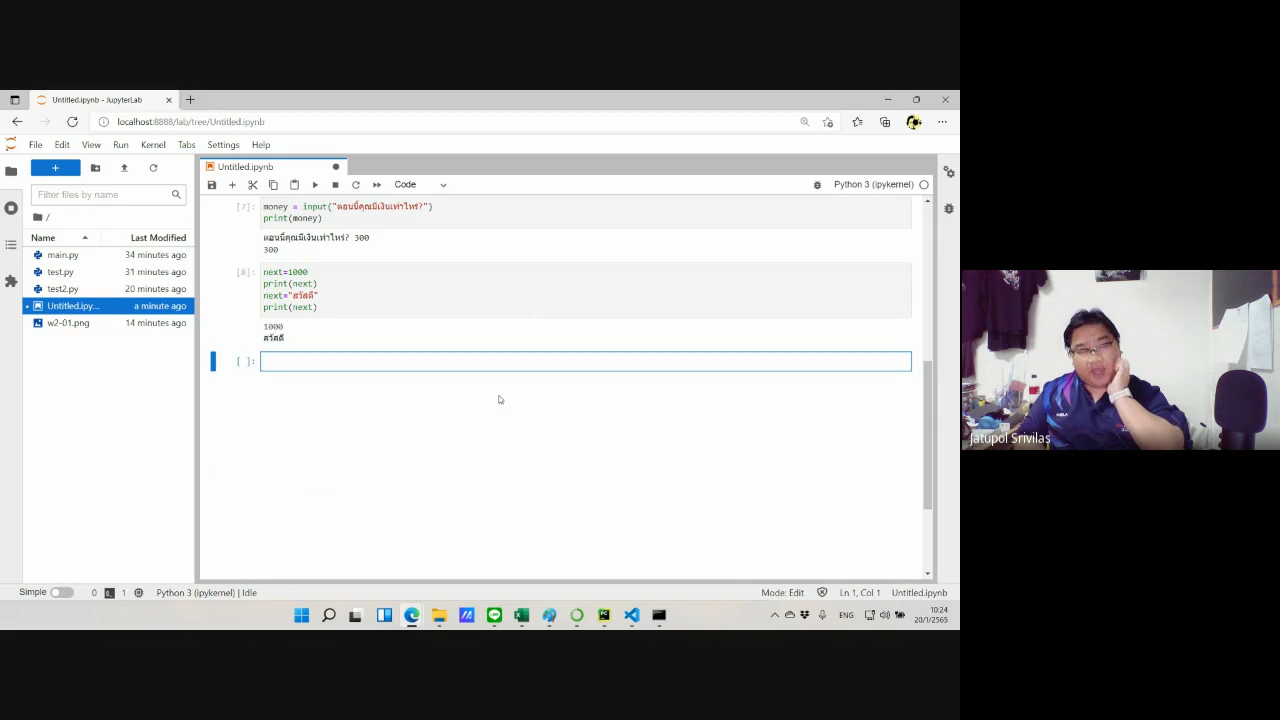 Untitled.ipynb - JupyterLab
localhost:8888/lab/tree/Untitled.ipynb
File Edit View Run Kernel Tabs Settings Help
Untitled.ipynb
Filter files by name
Code
Python 3 (ipykernel)
/
Name Last Modified
main.py 34 minutes ago
test.py 31 minutes ago
test2.py 20 minutes ago
Untitled.ipy... a minute ago
w2-01.png 14 minutes ago
[7]: money = input("ตอนนี้คุณมีเงินเท่าไหร่?")
print(money)
ตอนนี้คุณมีเงินเท่าไหร่? 300
300
[8]: next=1000
print(next)
next="สวัสดี"
print(next)
1000
สวัสดี
[ ]:
Jatupol Srivilas
Simple 0 1 Python 3 (ipykernel) | Idle
Mode: Edit Ln 1, Col 1 Untitled.ipynb
ENG
10:24
20/1/2565